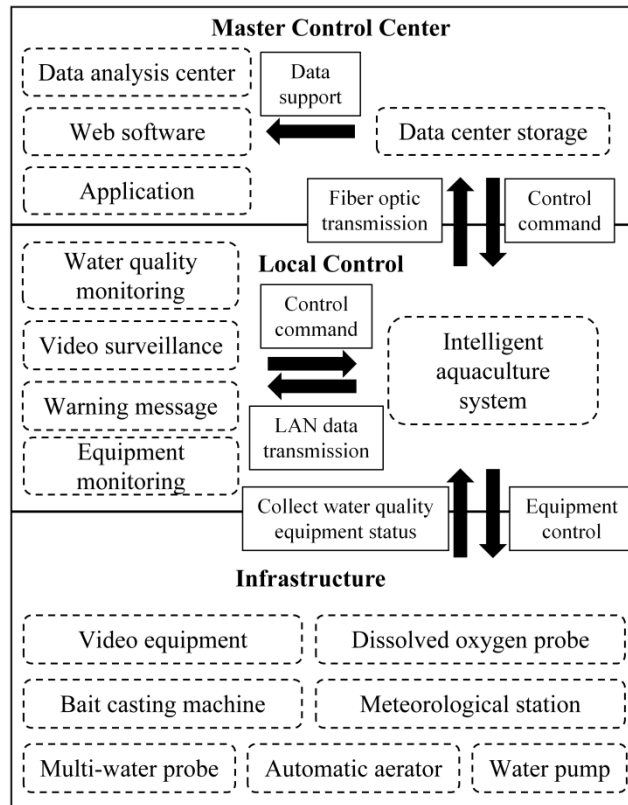 Master Control Center
Data analysis center
Web software
Application
Data
support
Data center storage
Fiber optic
transmission
Control
command
Local Control
Water quality
monitoring
Video surveillance
Warning message
Equipment
monitoring
Control
command
LAN data
transmission
Intelligent
aquaculture
system
Collect water quality
equipment status
Equipment
control
Infrastructure
Video equipment
Dissolved oxygen probe
Bait casting machine
Meteorological station
Multi-water probe
Automatic aerator
Water pump